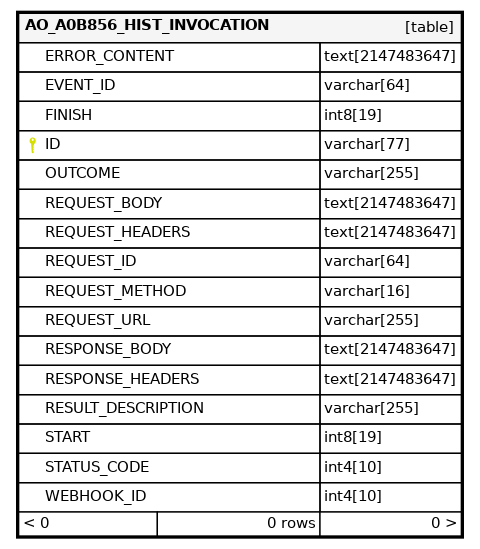 AO_A0B856_HIST_INVOCATION [table]
ERROR_CONTENT text[2147483647]
EVENT_ID varchar[64]
FINISH int8[19]
ID varchar[77]
OUTCOME varchar[255]
REQUEST_BODY text[2147483647]
REQUEST_HEADERS text[2147483647]
REQUEST_ID varchar[64]
REQUEST_METHOD varchar[16]
REQUEST_URL varchar[255]
RESPONSE_BODY text[2147483647]
RESPONSE_HEADERS text[2147483647]
RESULT_DESCRIPTION varchar[255]
START int8[19]
STATUS_CODE int4[10]
WEBHOOK_ID int4[10]
< 0 0 rows 0 >